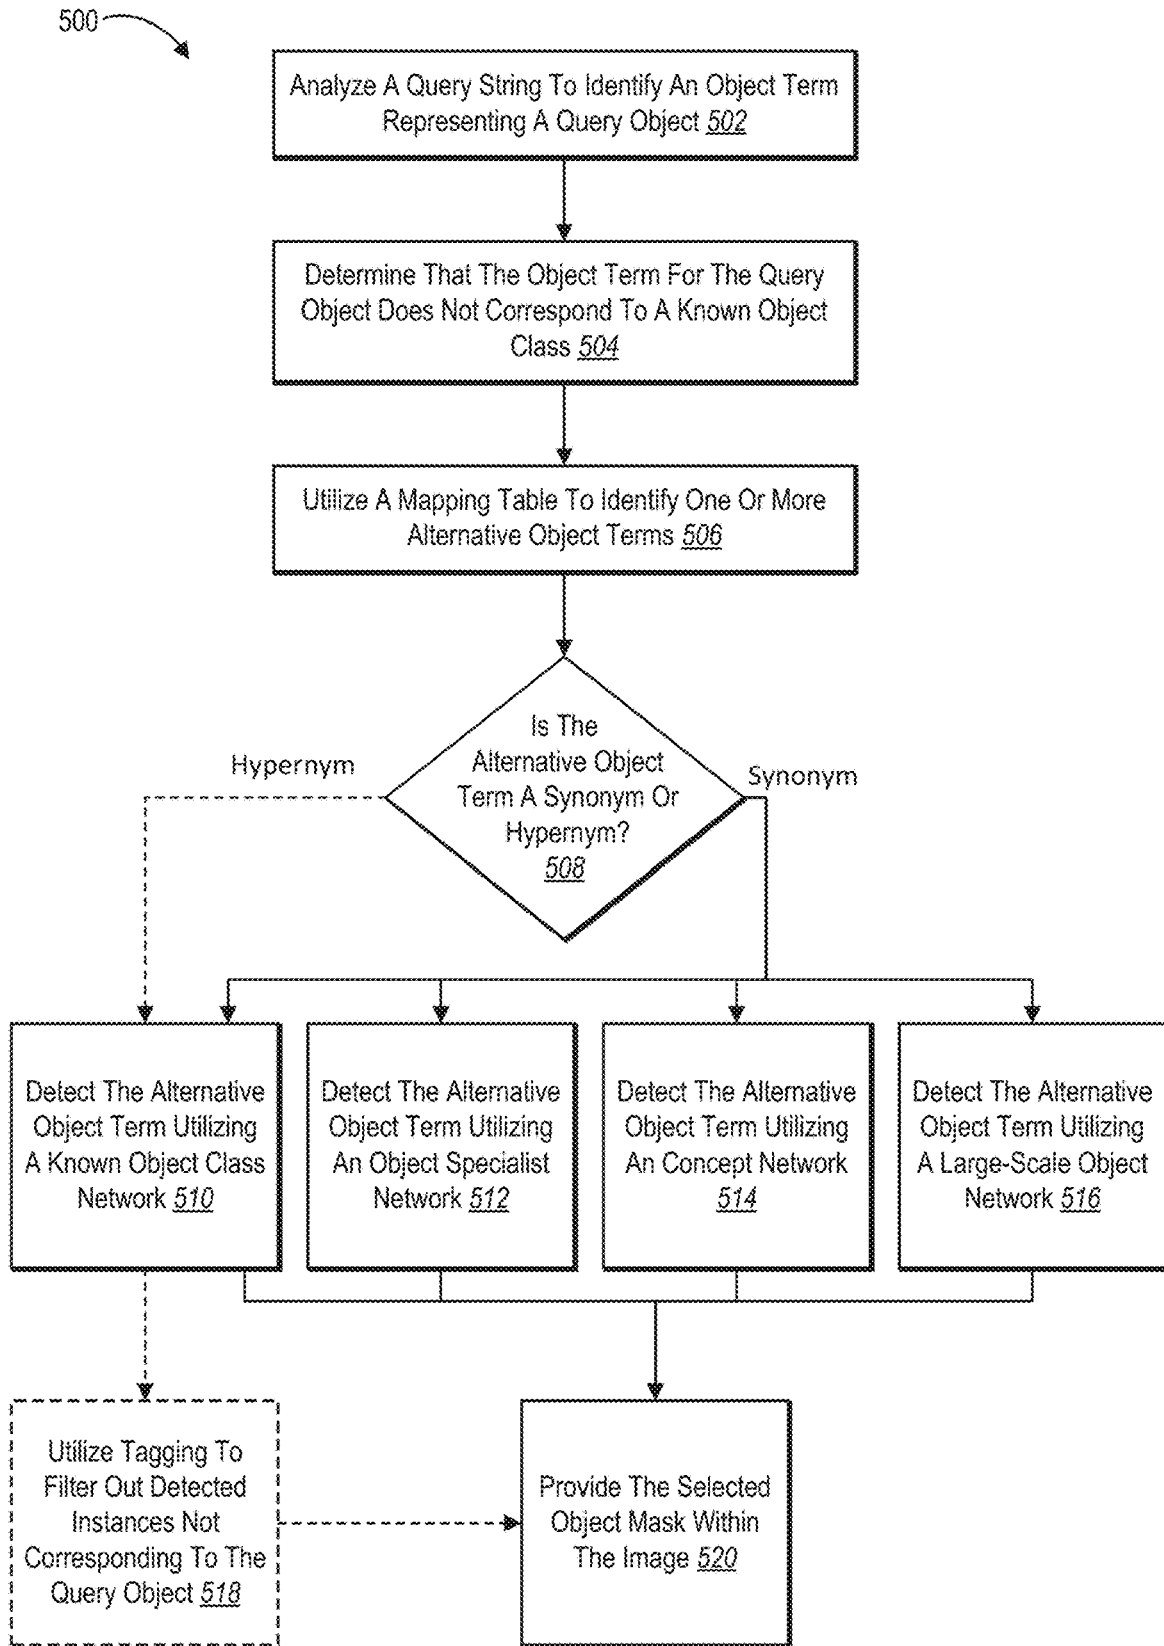 500
Analyze A Query String To Identify An Object Term
Representing A Query Object 502
Determine That The Object Term For The Query
Object Does Not Correspond To A Known Object
Class 504
Utilize A Mapping Table To Identify One Or More
Alternative Object Terms 506
Is The
Alternative Object
Term A Synonym Or
Hypernym?
508
Hypernym
Synonym
Detect The Alternative
Object Term Utilizing
A Known Object Class
Network 510
Detect The Alternative
Object Term Utilizing
An Object Specialist
Network 512
Detect The Alternative
Object Term Utilizing
An Concept Network
514
Detect The Alternative
Object Term Utilizing
A Large-Scale Object
Network 516
Utilize Tagging To
Filter Out Detected
Instances Not
Corresponding To The
Query Object 518
Provide The Selected
Object Mask Within
The Image 520